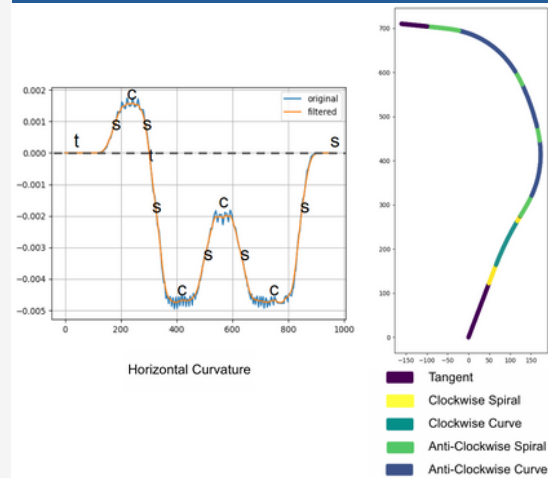 0.002
0.001
0.000
−0.001
−0.002
−0.003
−0.004
−0.005
0
200
400
600
800
1000
original
filtered
t
s
c
s
t
s
c
s
c
s
c
s
s
Horizontal Curvature
700
600
500
400
300
200
100
0
−150
−100
−50
0
50
100
150
Tangent
Clockwise Spiral
Clockwise Curve
Anti-Clockwise Spiral
Anti-Clockwise Curve